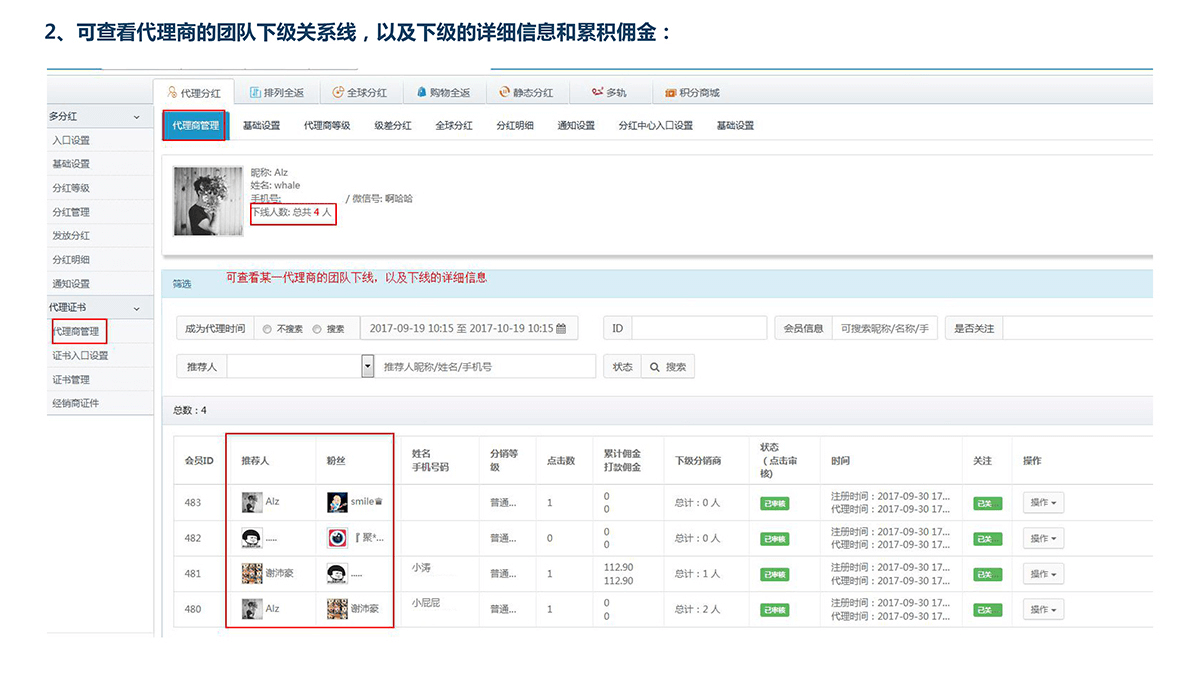 2、可查看代理商的团队下级关系线，以及下级的详细信息和累积佣金：
代理分红 排列全返 全球分红 购物全返 静态分红 多轨 积分商城
多分红
入口设置
基础设置
分红等级
分红管理
发放分红
分红明细
通知设置
代理证书
代理商管理
证书入口设置
证书管理
经销商证件
代理商管理 基础设置 代理商等级 级差分红 全球分红 分红明细 通知设置 分红中心入口设置 基础设置
昵称: Alz
姓名: whale
手机号: / 微信号: 啊哈哈
下线人数: 总共 4 人
筛选 可查看某一代理商的团队下线，以及下线的详细信息
成为代理时间 不搜索 搜索 2017-09-19 10:15 至 2017-10-19 10:15 ID 会员信息 可搜索昵称/名称/手 是否关注
推荐人 推荐人昵称/姓名/手机号 状态 搜索
总数：4
会员ID 推荐人 粉丝 姓名 手机号码 分销等级 点击数 累计佣金 打款佣金 下级分销商 状态（点击审核) 时间 关注 操作
483 Alz smile♛ 普通... 1 0 0 总计：0 人 已审核 注册时间：2017-09-30 17... 代理时间：2017-09-30 17... 已关 操作
482 ..... 『 聚*... 普通... 0 0 0 总计：0 人 已审核 注册时间：2017-09-30 17... 代理时间：2017-09-30 17... 已关 操作
481 谢沛豪 ..... 小涛 普通... 1 112.90 112.90 总计：1 人 已审核 注册时间：2017-09-30 17... 代理时间：2017-09-30 17... 已关 操作
480 Alz 谢沛豪 小屁屁 普通... 1 0 0 总计：2 人 已审核 注册时间：2017-09-30 17... 代理时间：2017-09-30 17... 已关 操作